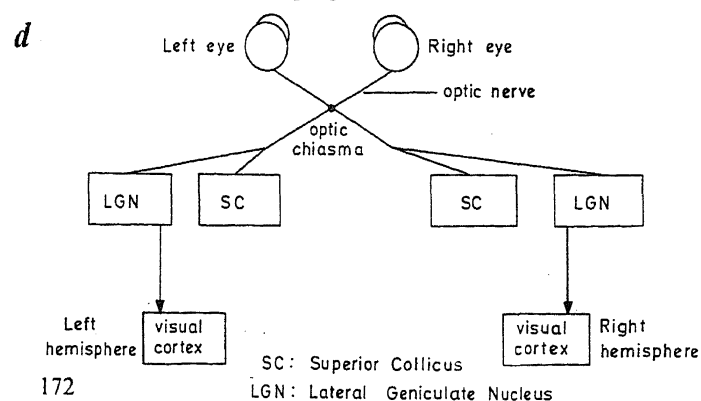 d
Left eye
Right eye
optic nerve
optic
chiasma
LGN
SC
SC
LGN
Left
hemisphere
visual
cortex
visual
cortex
Right
hemisphere
SC: Superior Collicus
LGN: Lateral Geniculate Nucleus
172